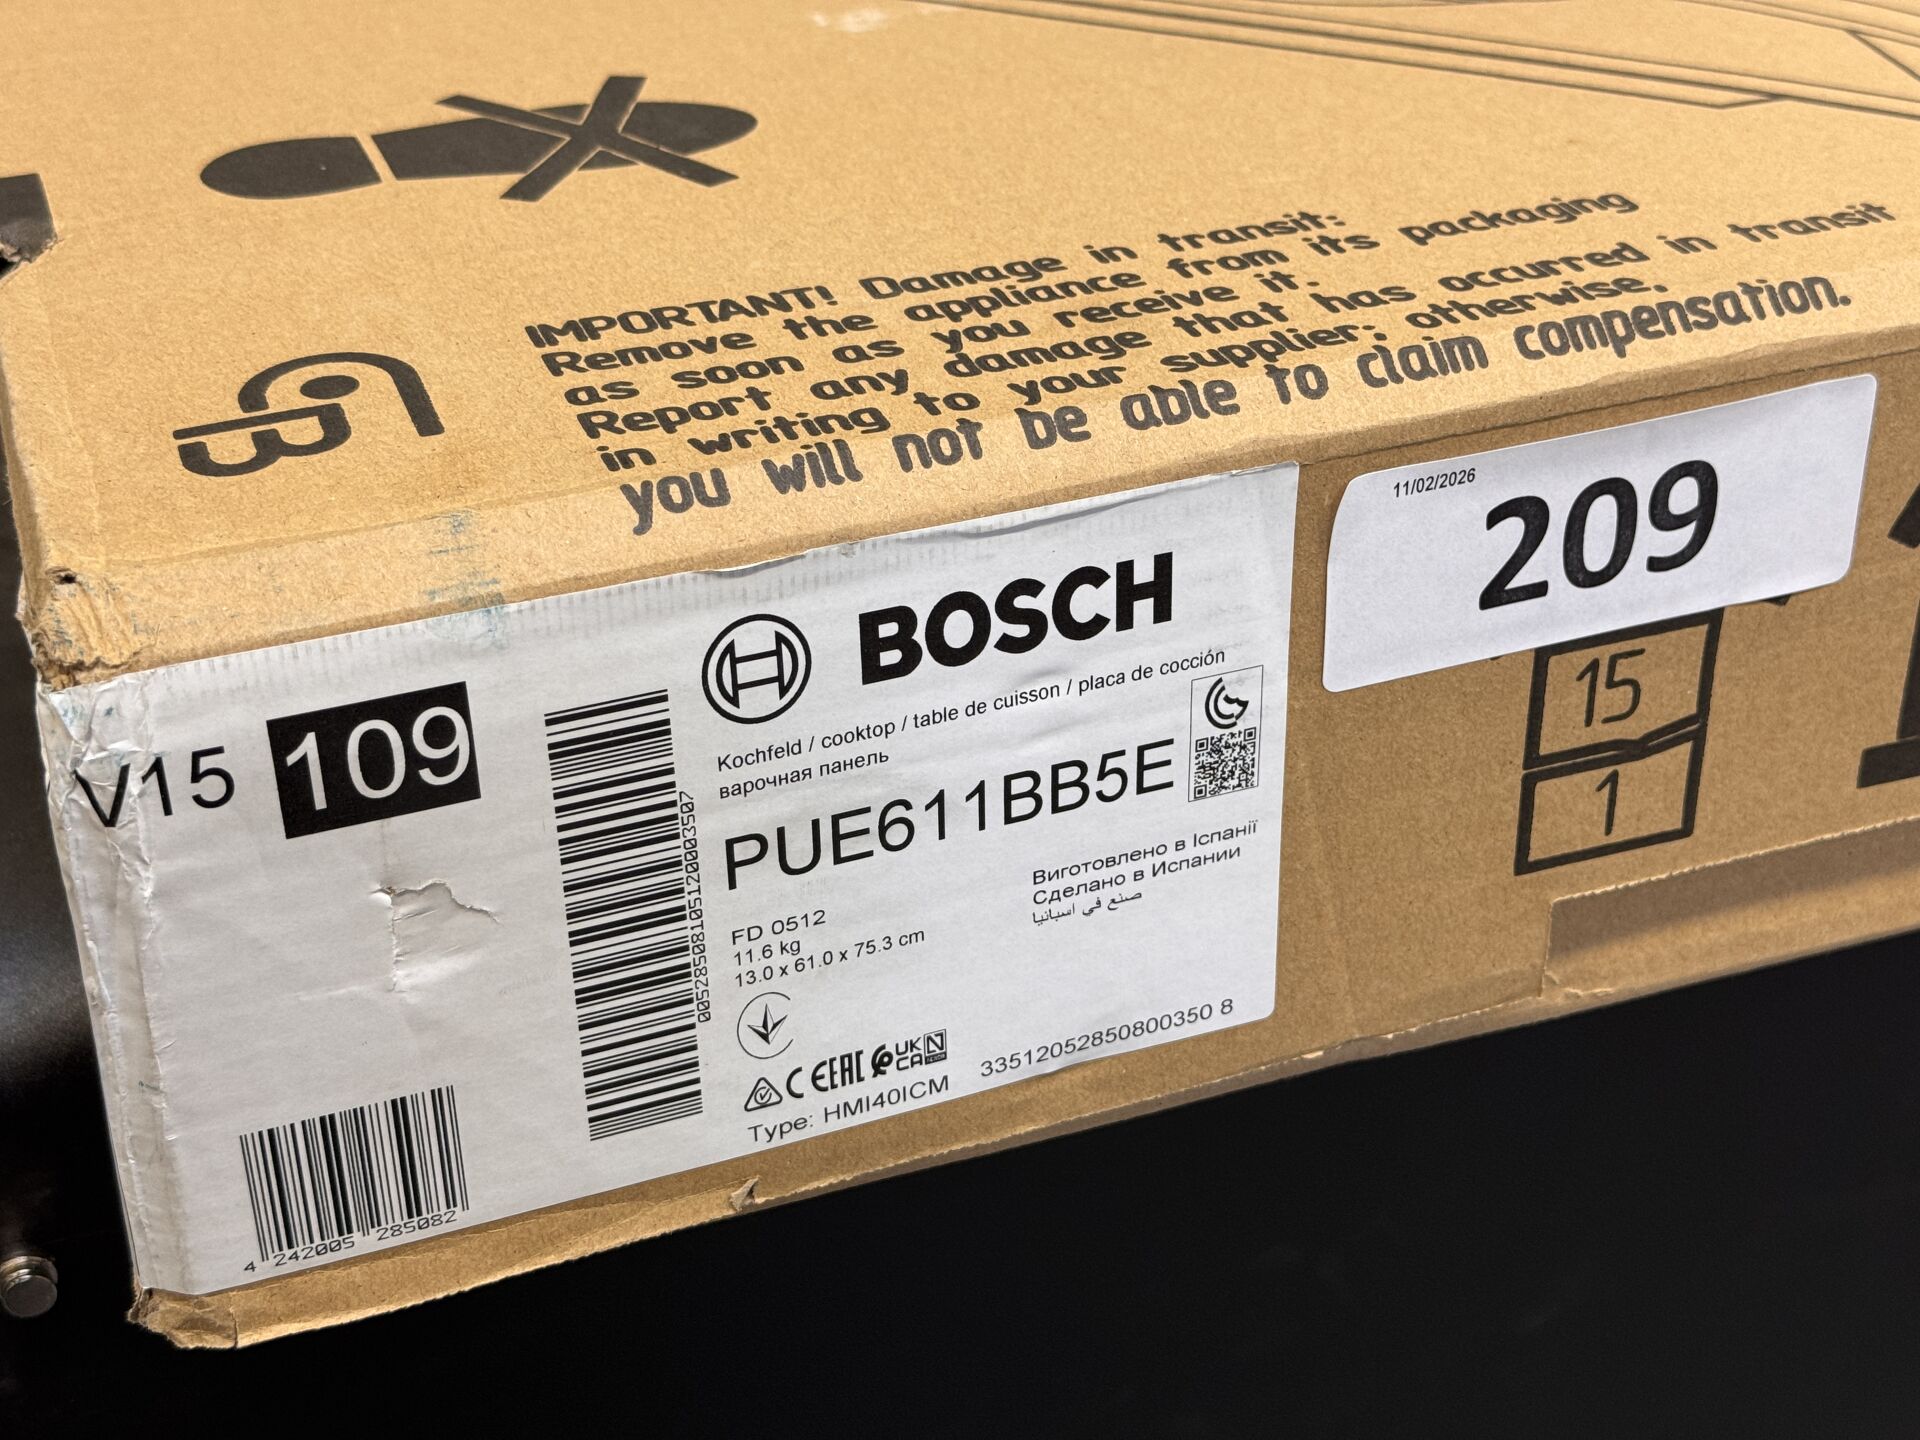 IMPORTANT! Damage in transit:
Remove the appliance from its packaging
as soon as you receive it.
Report any damage that has occurred in transit
in writing to your supplier; otherwise,
you will not be able to claim compensation.
11/02/2026
209
15
1
V15 109
BOSCH
Kochfeld / cooktop / table de cuisson / placa de cocción
варочная панель
PUE611BB5E
Виготовлено в Іспанії
Сделано в Испании
صنع في اسبانيا
FD 0512
11.6 kg
13.0 x 61.0 x 75.3 cm
00528508105120003507
CE EAC UK CA
Type: HMI40ICM
33512052850800350 8
4 242005 285082